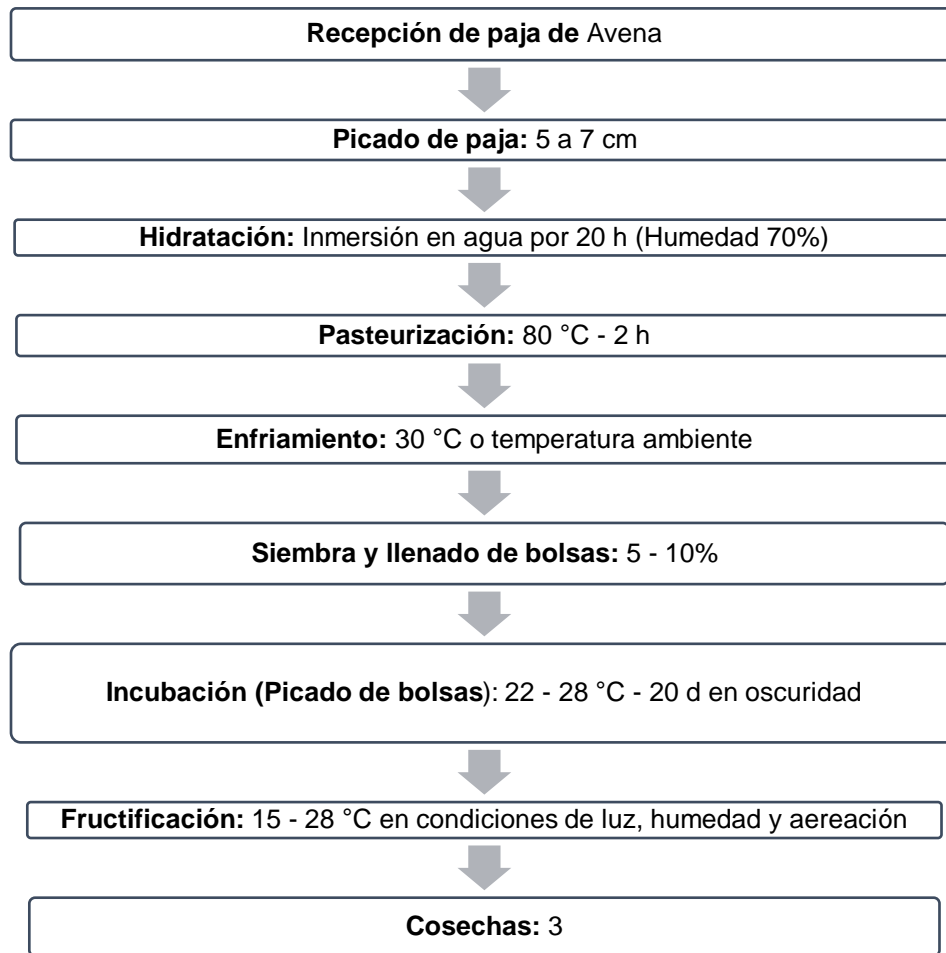 Recepción de paja de Avena
Picado de paja: 5 a 7 cm
Hidratación: Inmersión en agua por 20 h (Humedad 70%)
Pasteurización: 80 °C - 2 h
Enfriamiento: 30 °C o temperatura ambiente
Siembra y llenado de bolsas: 5 - 10%
Incubación (Picado de bolsas): 22 - 28 °C - 20 d en oscuridad
Fructificación: 15 - 28 °C en condiciones de luz, humedad y aereación
Cosechas: 3